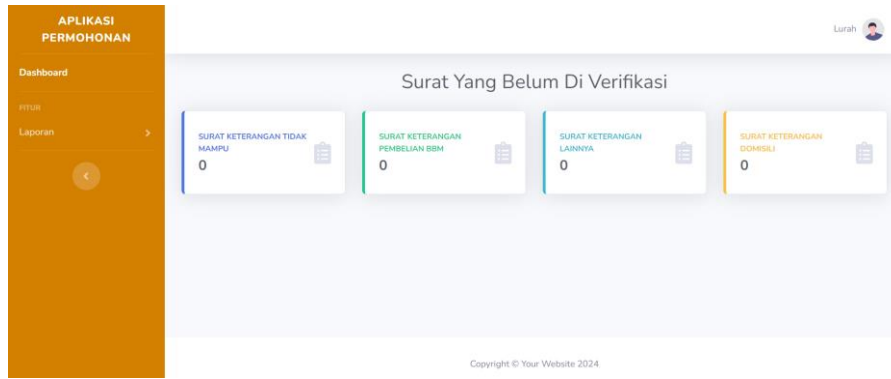 APLIKASI
PERMOHONAN
Lurah
Dashboard
FITUR
Laporan
Surat Yang Belum Di Verifikasi
SURAT KETERANGAN TIDAK
MAMPU
0
SURAT KETERANGAN
PEMBELIAN BBM
0
SURAT KETERANGAN
LAINNYA
0
SURAT KETERANGAN
DOMISILI
0
Copyright © Your Website 2024